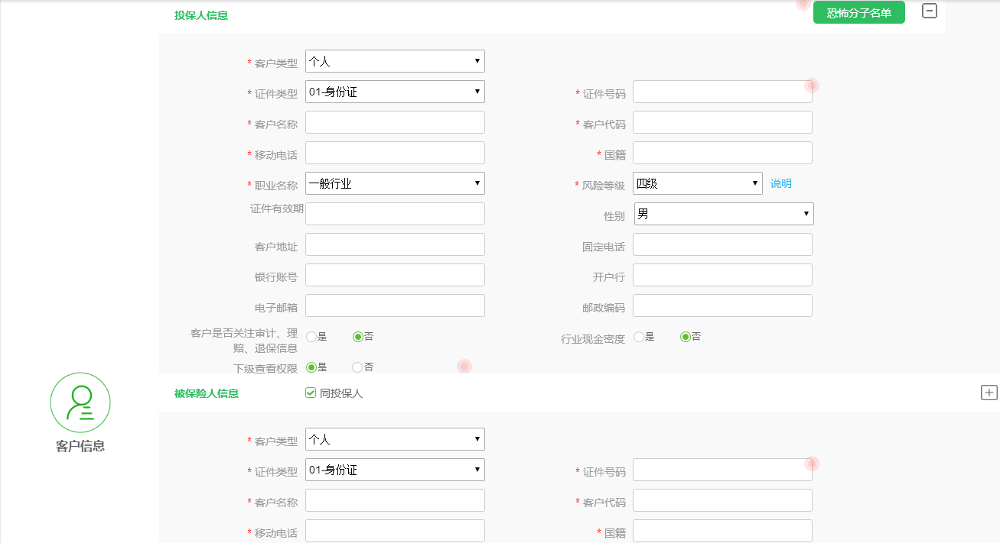 投保人信息
恐怖分子名单
* 客户类型 个人
* 证件类型 01-身份证 * 证件号码
* 客户名称 * 客户代码
* 移动电话 * 国籍
* 职业名称 一般行业 * 风险等级 四级 说明
证件有效期 性别 男
客户地址 固定电话
银行账号 开户行
电子邮箱 邮政编码
客户是否关注审计、理
赔、退保信息 是 否 行业现金密度 是 否
下级查看权限 是 否
被保险人信息 同投保人
客户信息
* 客户类型 个人
* 证件类型 01-身份证 * 证件号码
* 客户名称 * 客户代码
* 移动电话 * 国籍